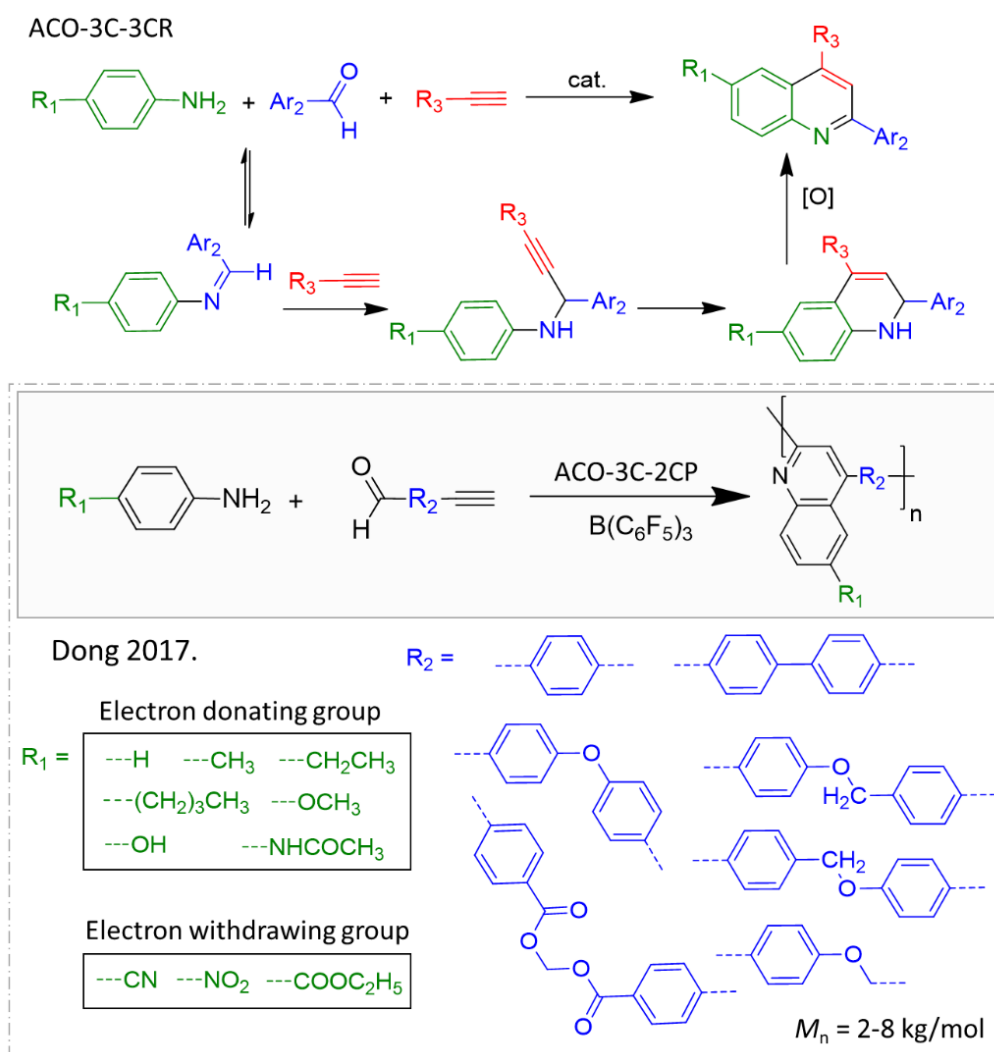 ACO-3C-3CR
R₁ NH₂ + Ar₂ O H + R₃ cat. R₁ R₃ N Ar₂
[O]
R₁ N Ar₂ H R₃ R₁ R₃ NH Ar₂ R₁ R₃ NH Ar₂
R₁ NH₂ + O H R₂ ACO-3C-2CP N R₂ n R₁
B(C₆F₅)₃
Dong 2017.
R₂ =
Electron donating group
R₁ =
---H ---CH₃ ---CH₂CH₃
---(CH₂)₃CH₃ ---OCH₃
---OH ---NHCOCH₃
O
O H₂C
CH₂ O
O O O O
O
Electron withdrawing group
---CN ---NO₂ ---COOC₂H₅
Mₙ = 2-8 kg/mol